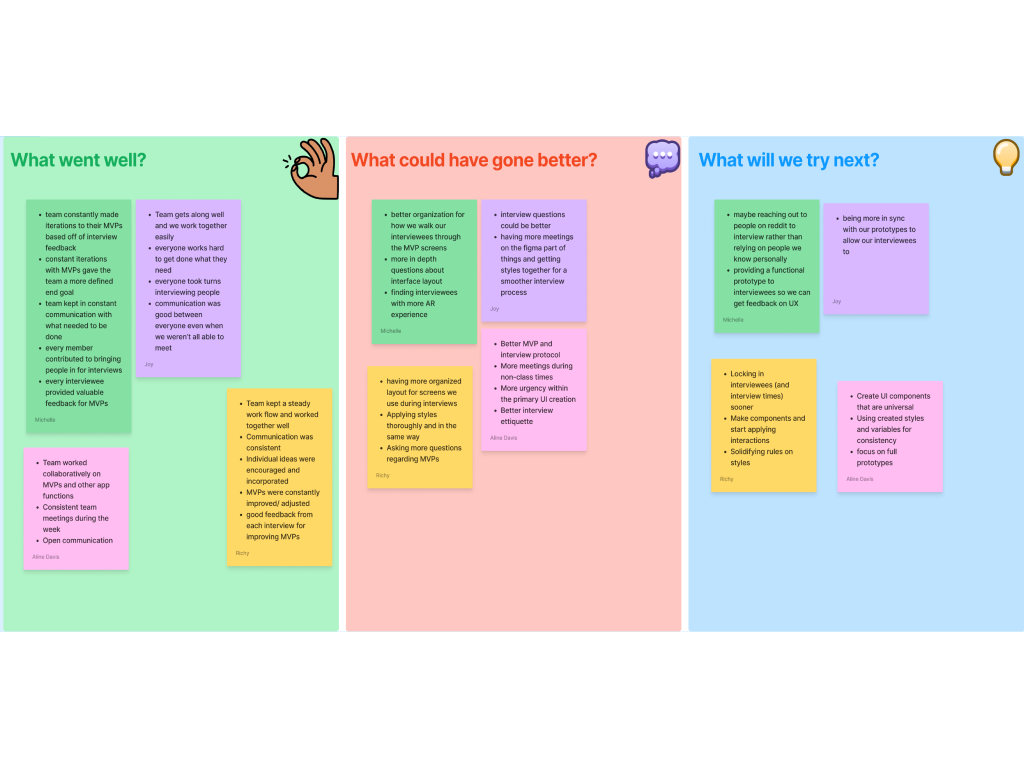 What went well?
• team constantly made
iterations to their MVPs
based off of interview
feedback
• constant iterations
with MVPs gave the
team a more defined
end goal
• team kept in constant
communication with
what needed to be
done
• every member
contributed to bringing
people in for interviews
• every interviewee
provided valuable
feedback for MVPs
Michelle
• Team gets along well
and we work together
easily
• everyone works hard
to get done what they
need
• everyone took turns
interviewing people
• communication was
good between
everyone even when
we weren't all able to
meet
Joy
• Team worked
collaboratively on
MVPs and other app
functions
• Consistent team
meetings during the
week
• Open communication
Aline Davis
• Team kept a steady
work flow and worked
together well
• Communication was
consistent
• Individual ideas were
encouraged and
incorporated
• MVPs were constantly
improved/ adjusted
• good feedback from
each interview for
improving MVPs
Richy
What could have gone better?
• better organization for
how we walk our
interviewees through
the MVP screens
• more in depth
questions about
interface layout
• finding interviewees
with more AR
experience
Michelle
• interview questions
could be better
• having more meetings
on the figma part of
things and getting
styles together for a
smoother interview
process
Joy
• having more organized
layout for screens we
use during interviews
• Applying styles
thoroughly and in the
same way
• Asking more questions
regarding MVPs
Richy
• Better MVP and
interview protocol
• More meetings during
non-class times
• More urgency within
the primary UI creation
• Better interview
ettiquette
Aline Davis
What will we try next?
• maybe reaching out to
people on reddit to
interview rather than
relying on people we
know personally
• providing a functional
prototype to
interviewees so we can
get feedback on UX
Michelle
• being more in sync
with our prototypes to
allow our interviewees
to
Joy
• Locking in
interviewees (and
interview times)
sooner
• Make components and
start applying
interactions
• Solidifying rules on
styles
Richy
• Create UI components
that are universal
• Using created styles
and variables for
consistency
• focus on full
prototypes
Aline Davis